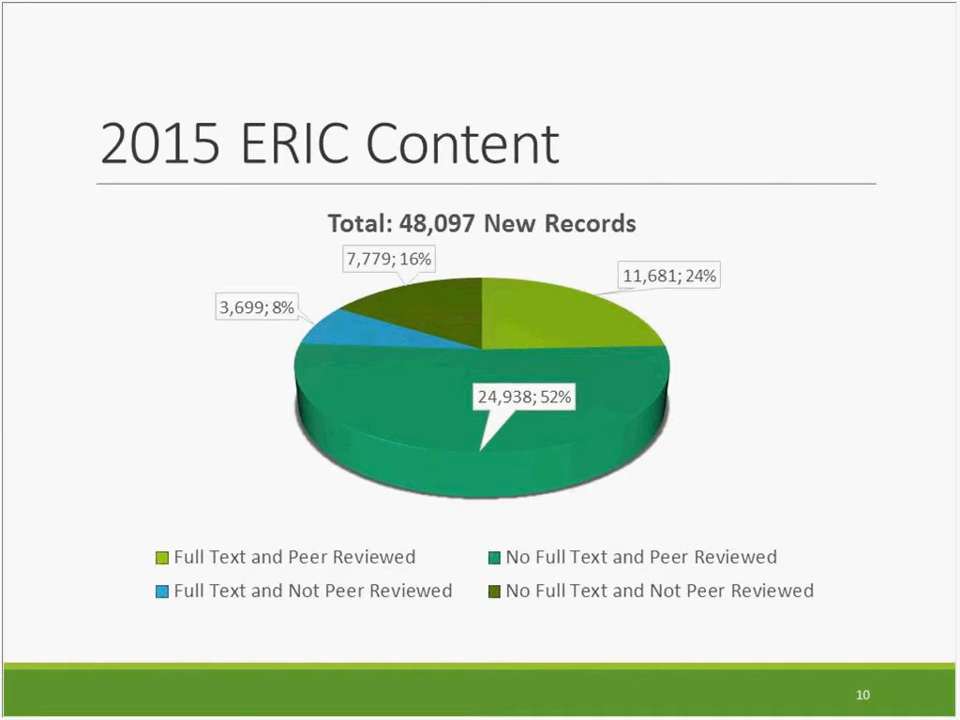 2015 ERIC Content
Total: 48,097 New Records
7,779; 16%
11,681; 24%
3,699; 8%
24,938; 52%
Full Text and Peer Reviewed
No Full Text and Peer Reviewed
Full Text and Not Peer Reviewed
No Full Text and Not Peer Reviewed
10